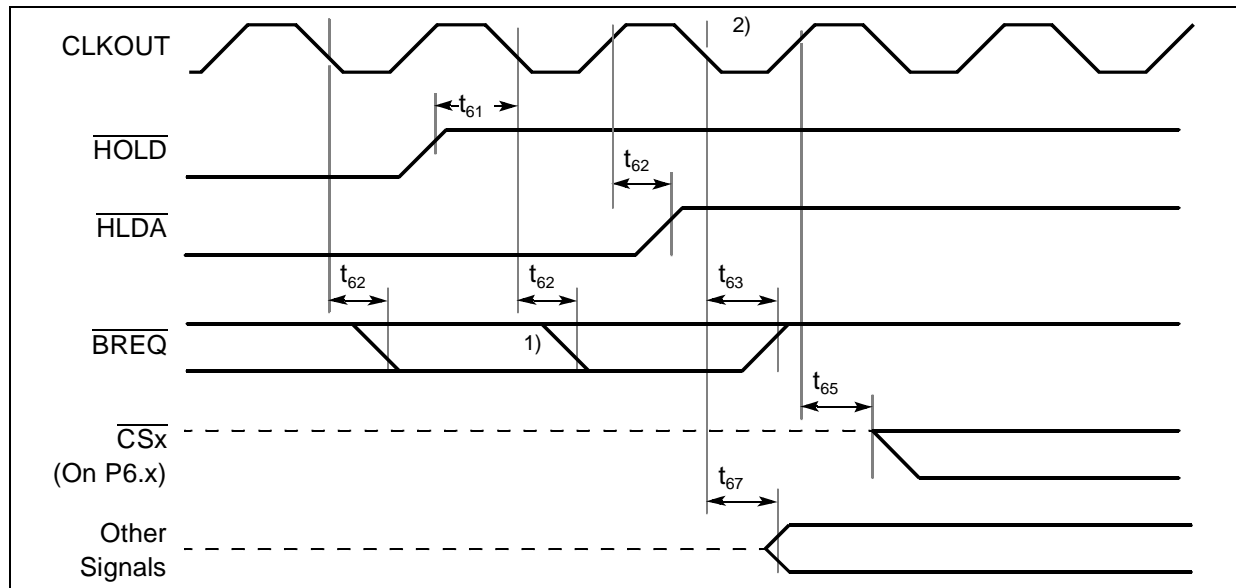 CLKOUT
2)
t61
HOLD
t62
HLDA
t62
t62
t63
BREQ
1)
t65
CSx
(On P6.x)
t67
Other
Signals